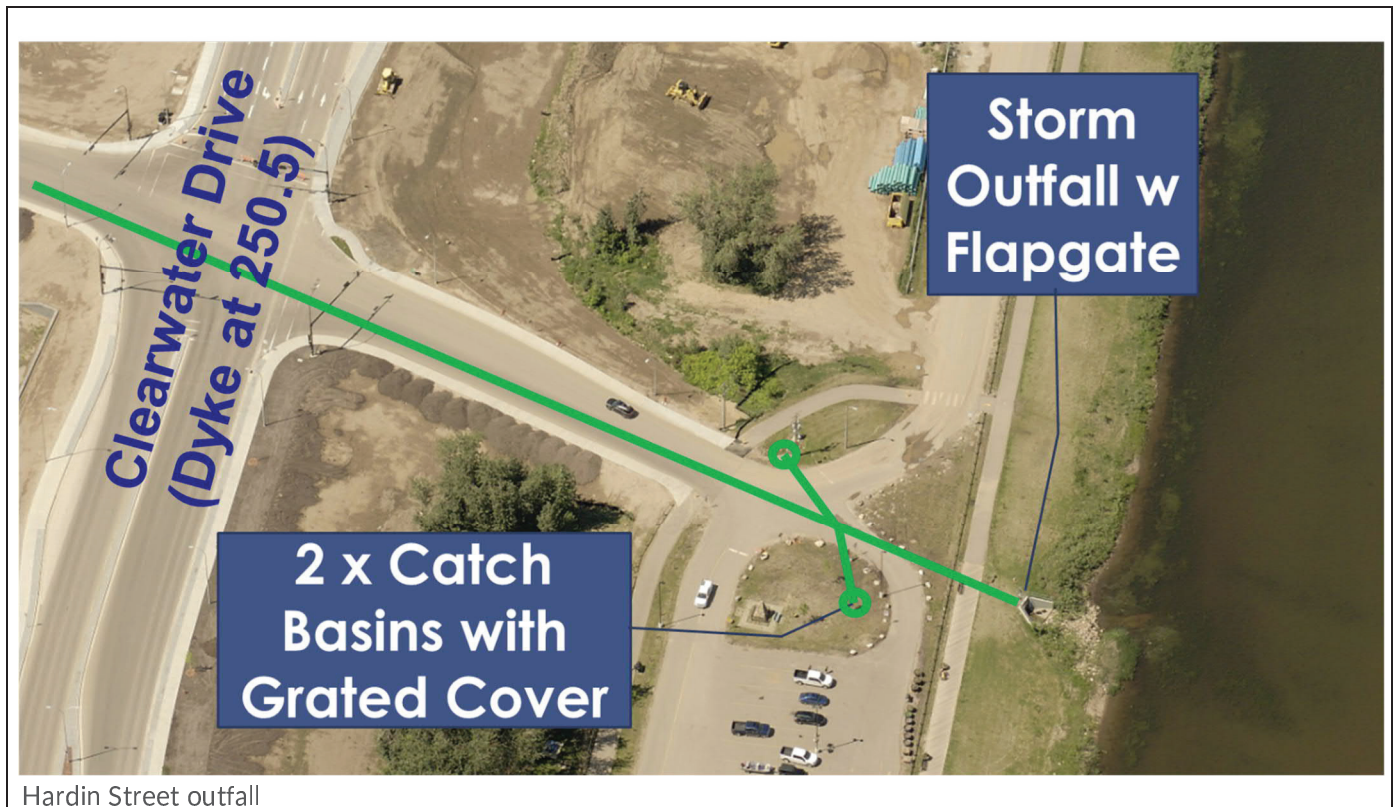 Clearwater Drive
(Dyke at 250.5)
Storm
Outfall w
Flapgate
2 x Catch
Basins with
Grated Cover
Hardin Street outfall